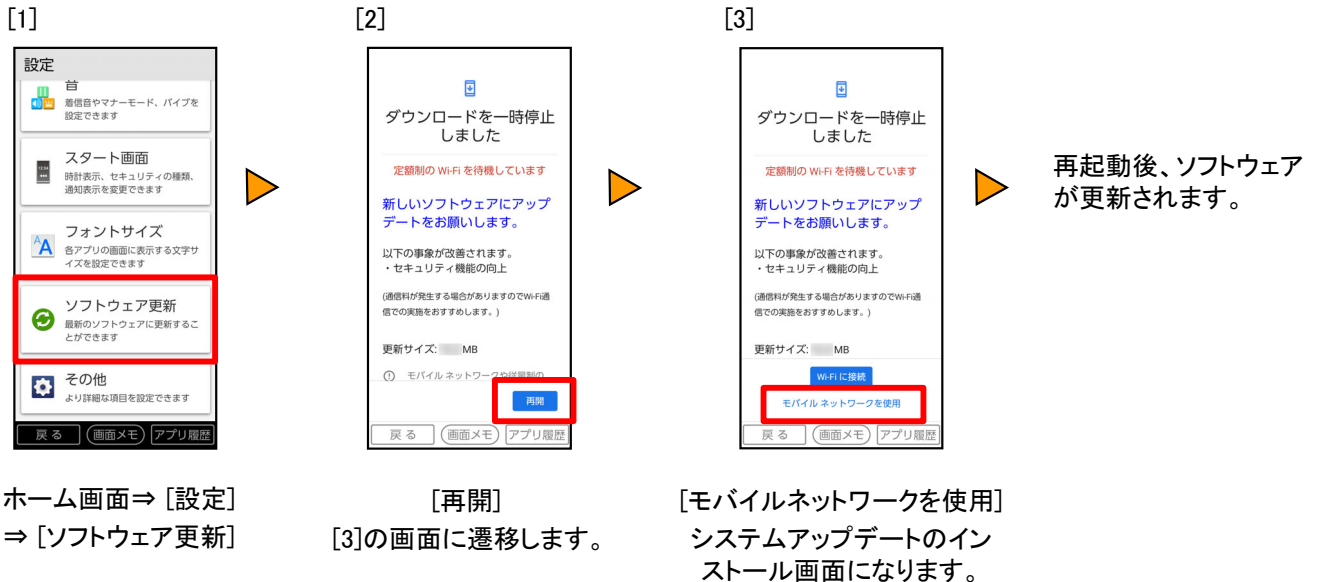 [1]
設定
音
着信音やマナーモード、バイブを
設定できます
スタート画面
時計表示、セキュリティの種類、
通知表示を変更できます
フォントサイズ
各アプリの画面に表示する文字サ
イズを設定できます
ソフトウェア更新
最新のソフトウェアに更新するこ
とができます
その他
より詳細な項目を設定できます
戻る
画面メモ
アプリ履歴
ホーム画面⇒ [設定]
⇒ [ソフトウェア更新]
[2]
ダウンロードを一時停止
しました
定額制の Wi-Fi を待機しています
新しいソフトウェアにアップ
デートをお願いします。
以下の事象が改善されます。
・セキュリティ機能の向上
(通信料が発生する場合がありますのでWi-Fi通
信での実施をおすすめします。)
更新サイズ: MB
モバイル ネットワークや従量制の
再開
戻る
画面メモ
アプリ履歴
[再開]
[3]の画面に遷移します。
[3]
ダウンロードを一時停止
しました
定額制の Wi-Fi を待機しています
新しいソフトウェアにアップ
デートをお願いします。
以下の事象が改善されます。
・セキュリティ機能の向上
(通信料が発生する場合がありますのでWi-Fi通
信での実施をおすすめします。)
更新サイズ: MB
Wi-Fi に接続
モバイル ネットワークを使用
戻る
画面メモ
アプリ履歴
[モバイルネットワークを使用]
システムアップデートのイン
ストール画面になります。
再起動後、ソフトウェア
が更新されます。